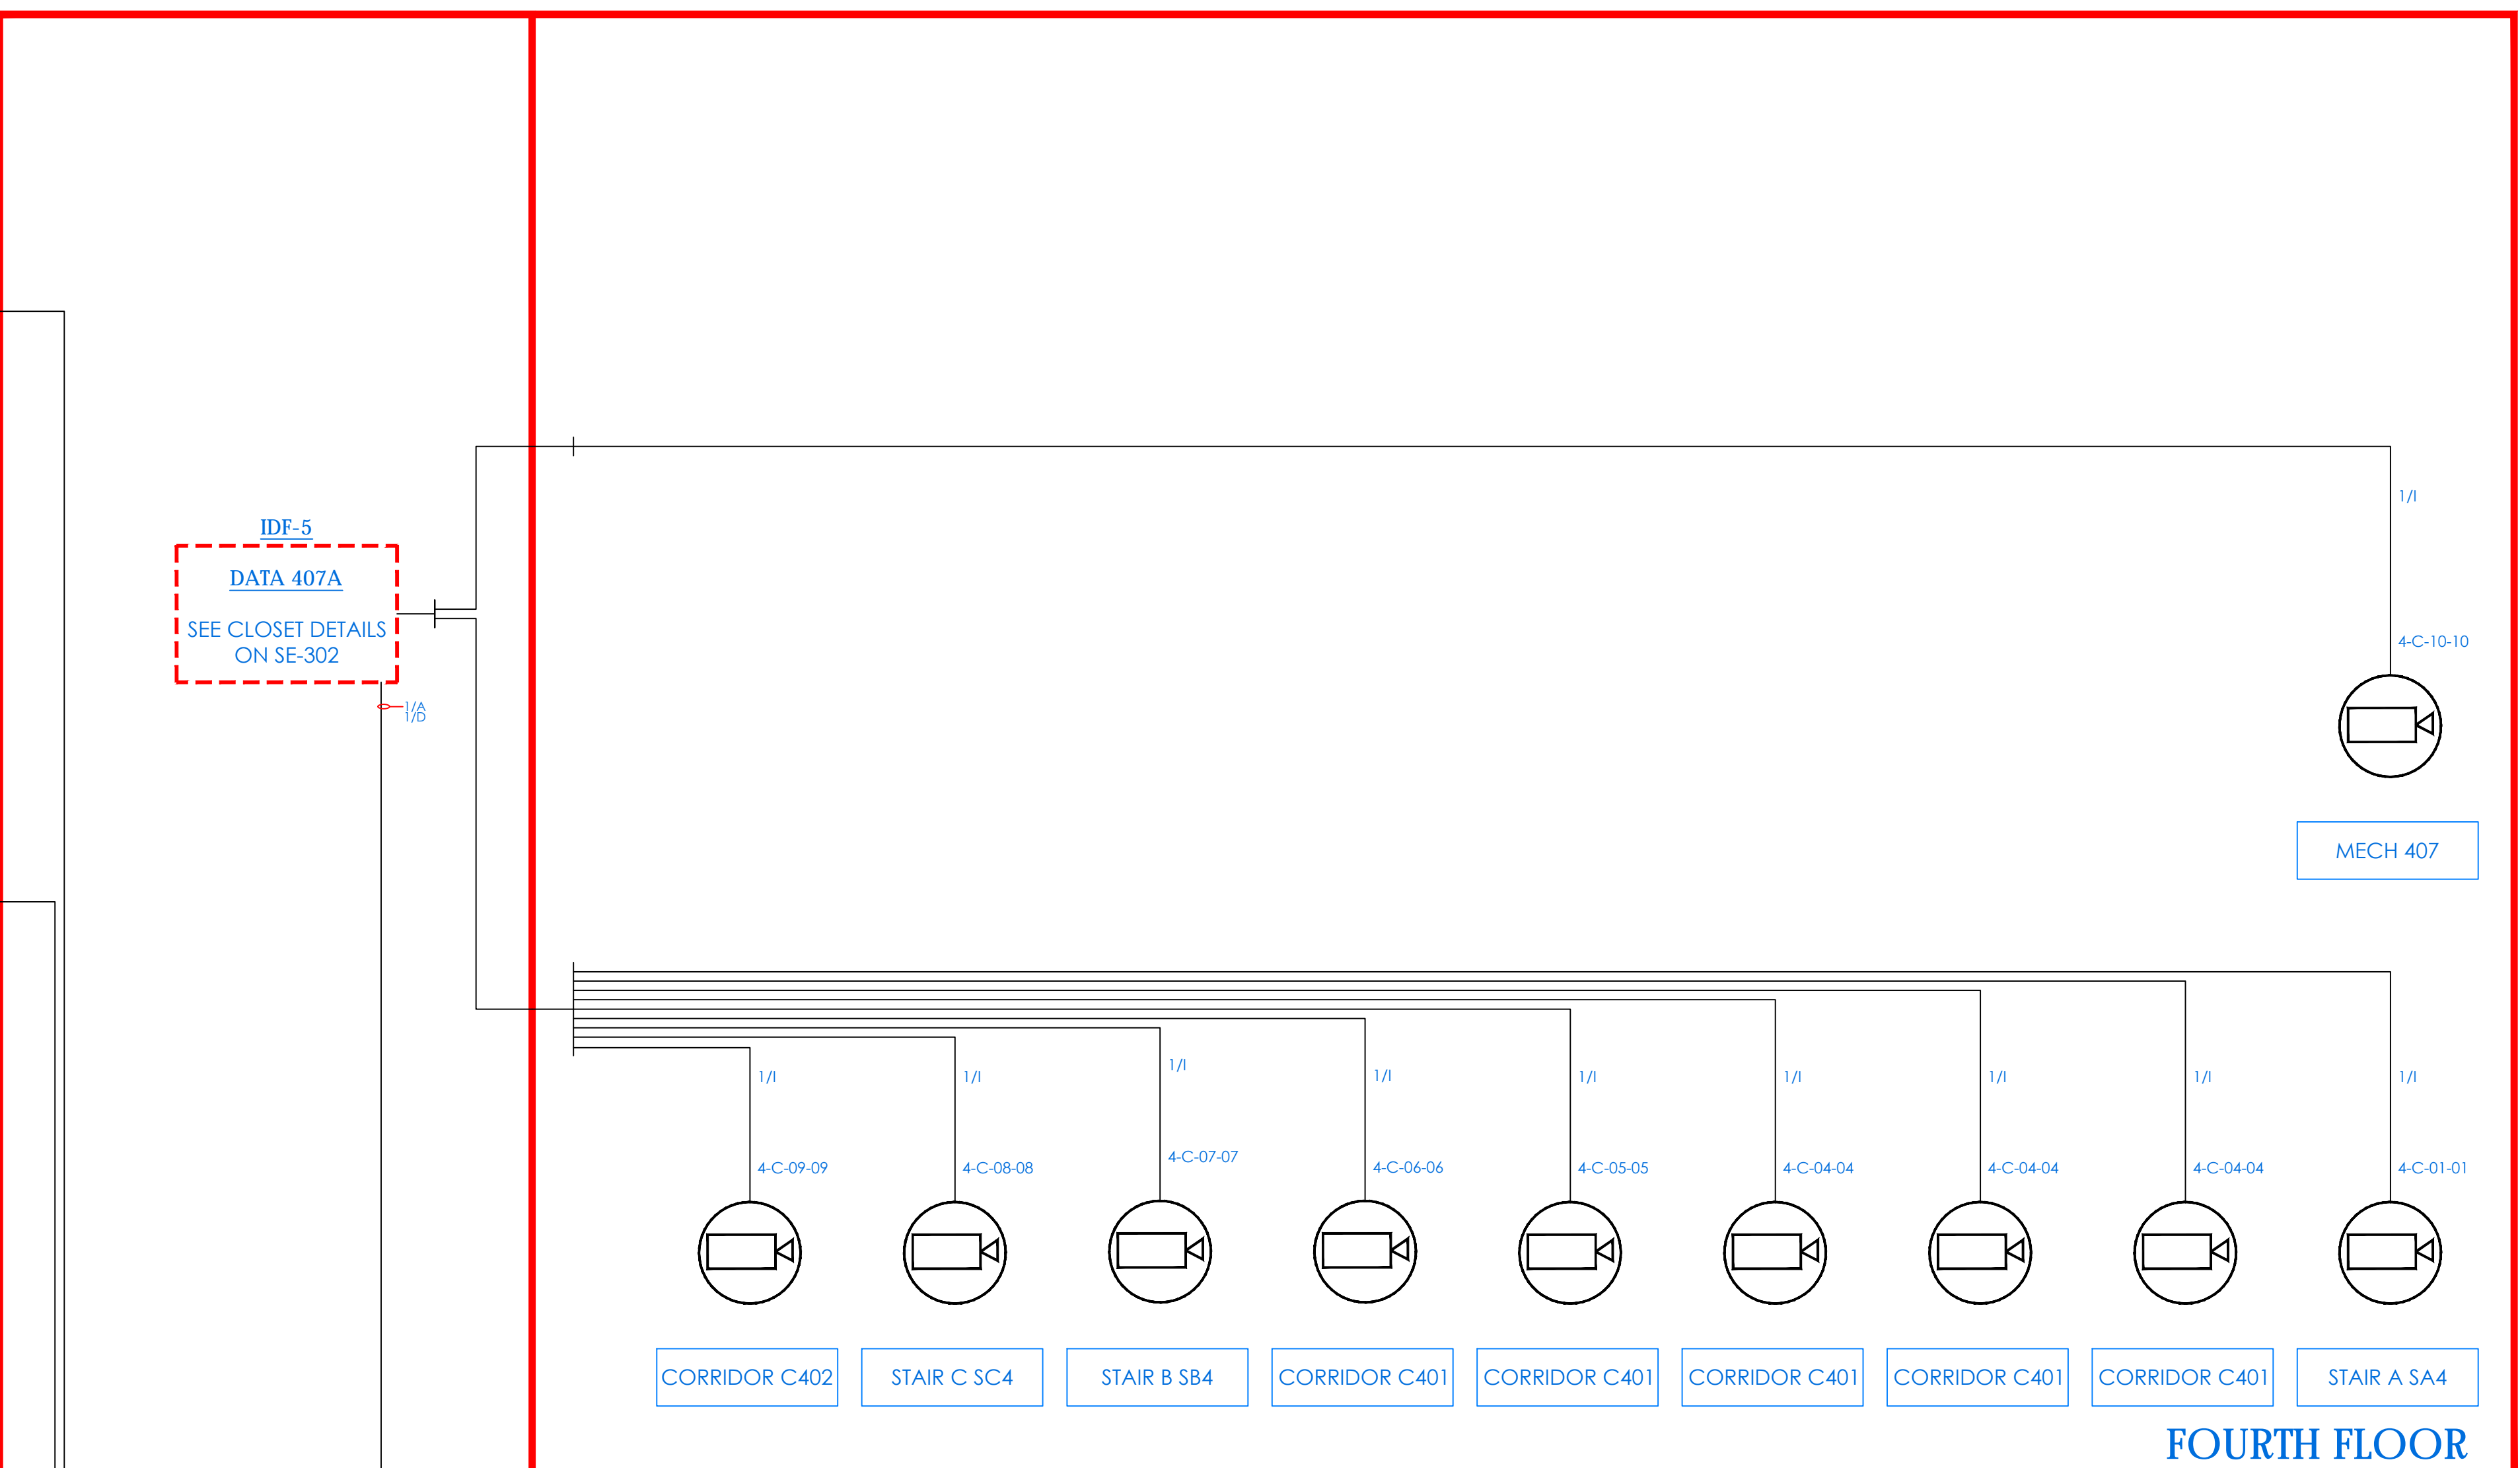 1/I
IDF-5
DATA 407A
SEE CLOSET DETAILS
ON SE-302
4-C-10-10
1/A
1/D
MECH 407
1/I
1/I
1/I
1/I
1/I
1/I
1/I
1/I
1/I
4-C-09-09
4-C-08-08
4-C-07-07
4-C-06-06
4-C-05-05
4-C-04-04
4-C-04-04
4-C-04-04
4-C-01-01
CORRIDOR C402
STAIR C SC4
STAIR B SB4
CORRIDOR C401
CORRIDOR C401
CORRIDOR C401
CORRIDOR C401
CORRIDOR C401
STAIR A SA4
FOURTH FLOOR